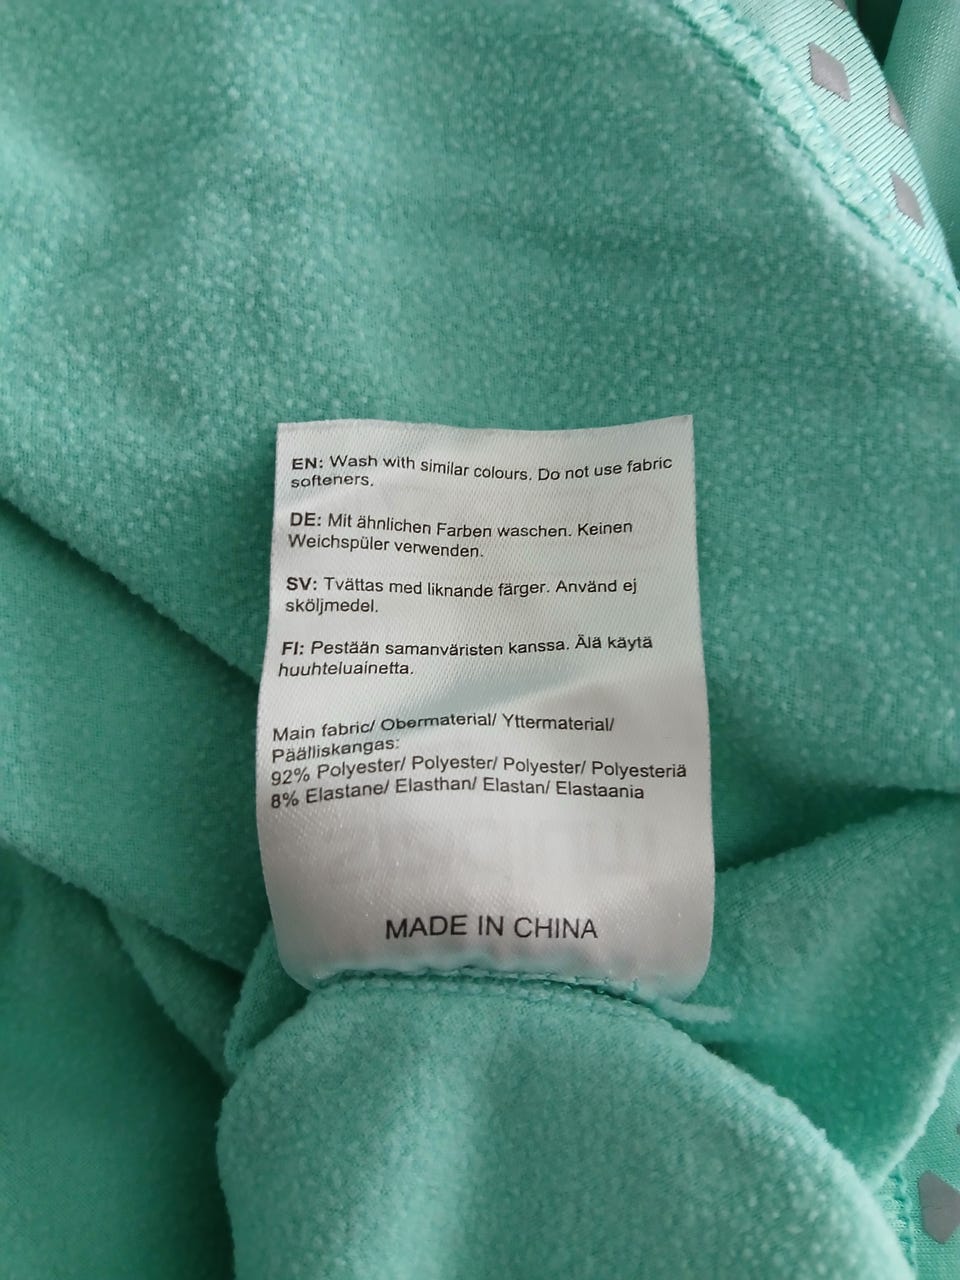 EN: Wash with similar colours. Do not use fabric
softeners.
DE: Mit ähnlichen Farben waschen. Keinen
Weichspüler verwenden.
SV: Tvättas med liknande färger. Använd ej
sköljmedel.
FI: Pestään samanväristen kanssa. Älä käytä
huuhteluainetta.
Main fabric/ Obermaterial/ Yttermaterial/
Päälliskangas:
92% Polyester/ Polyester/ Polyester/ Polyesteriä
8% Elastane/ Elasthan/ Elastan/ Elastaania
MADE IN CHINA